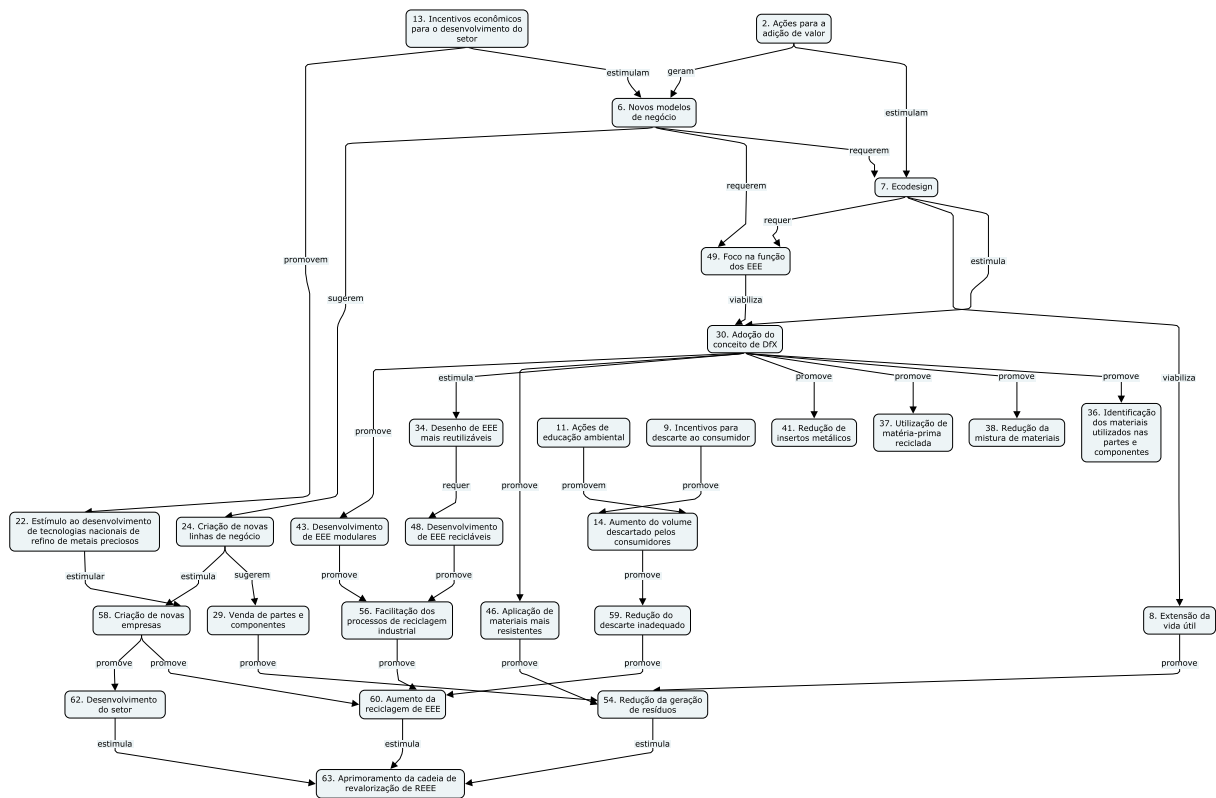 13. Incentivos econômicos
para o desenvolvimento do
setor
2. Ações para a
adição de valor
estimulam
geram
6. Novos modelos
de negócio
estimulam
requerem
7. Ecodesign
requerem
requer
49. Foco na função
dos EEE
promovem
estimula
sugerem
viabiliza
30. Adoção do
conceito de DfX
estimula
promove
promove
promove
promove
viabiliza
34. Desenho de EEE
mais reutilizáveis
11. Ações de
educação ambiental
9. Incentivos para
descarte ao consumidor
41. Redução de
insertos metálicos
37. Utilização de
matéria-prima
reciclada
38. Redução da
mistura de materiais
36. Identificação
dos materiais
utilizados nas
partes e
componentes
promove
requer
promove
promovem
promove
22. Estímulo ao desenvolvimento
de tecnologias nacionais de
refino de metais preciosos
24. Criação de novas
linhas de negócio
43. Desenvolvimento
de EEE modulares
48. Desenvolvimento
de EEE recicláveis
14. Aumento do volume
descartado pelos
consumidores
estimular
estimula
sugerem
promove
promove
promove
58. Criação de novas
empresas
29. Venda de partes e
componentes
56. Facilitação dos
processos de reciclagem
industrial
46. Aplicação de
materiais mais
resistentes
59. Redução do
descarte inadequado
8. Extensão da
vida útil
promove
promove
promove
promove
promove
promove
promove
62. Desenvolvimento
do setor
60. Aumento da
reciclagem de EEE
54. Redução da geração
de resíduos
estimula
estimula
estimula
63. Aprimoramento da cadeia de
revalorização de REEE